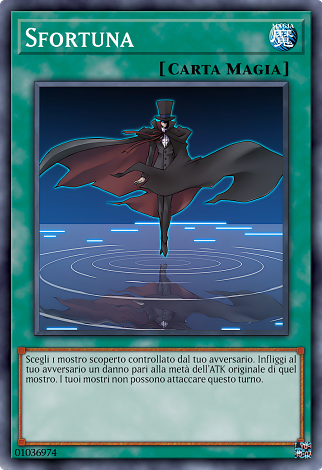 Sfortuna
MAGIA
魔
[Carta Magia]
Scegli 1 mostro scoperto controllato dal tuo avversario. Infliggi al
tuo avversario un danno pari alla metà dell'ATK originale di quel
mostro. I tuoi mostri non possono attaccare questo turno.
01036974